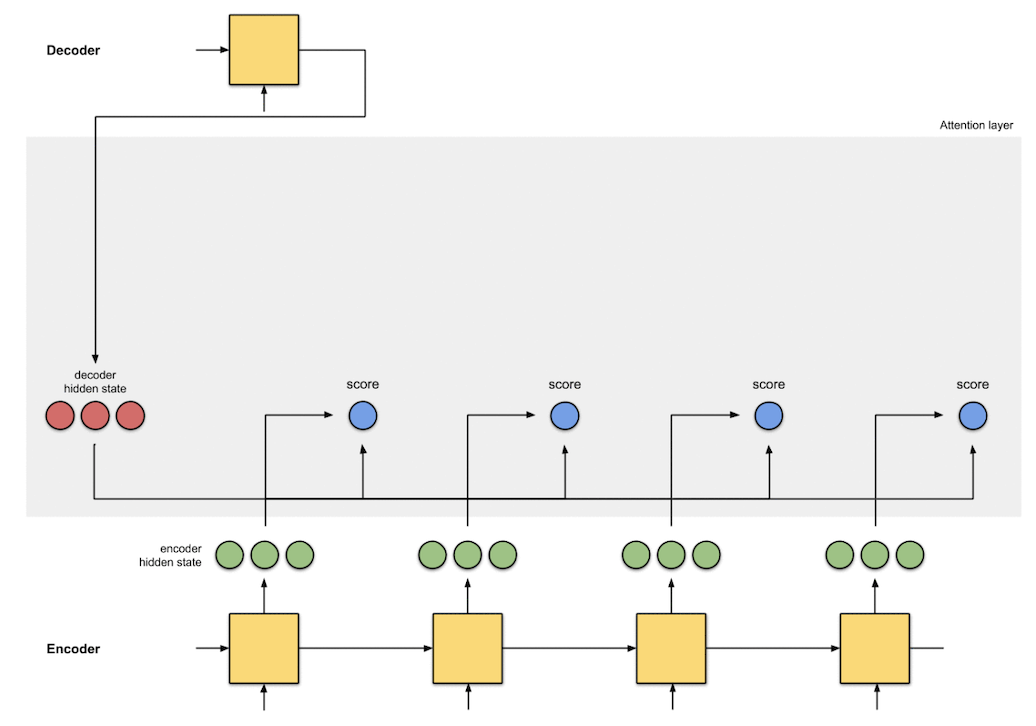 Decoder
Attention layer
decoder
hidden state
score
score
score
score
encoder
hidden state
Encoder